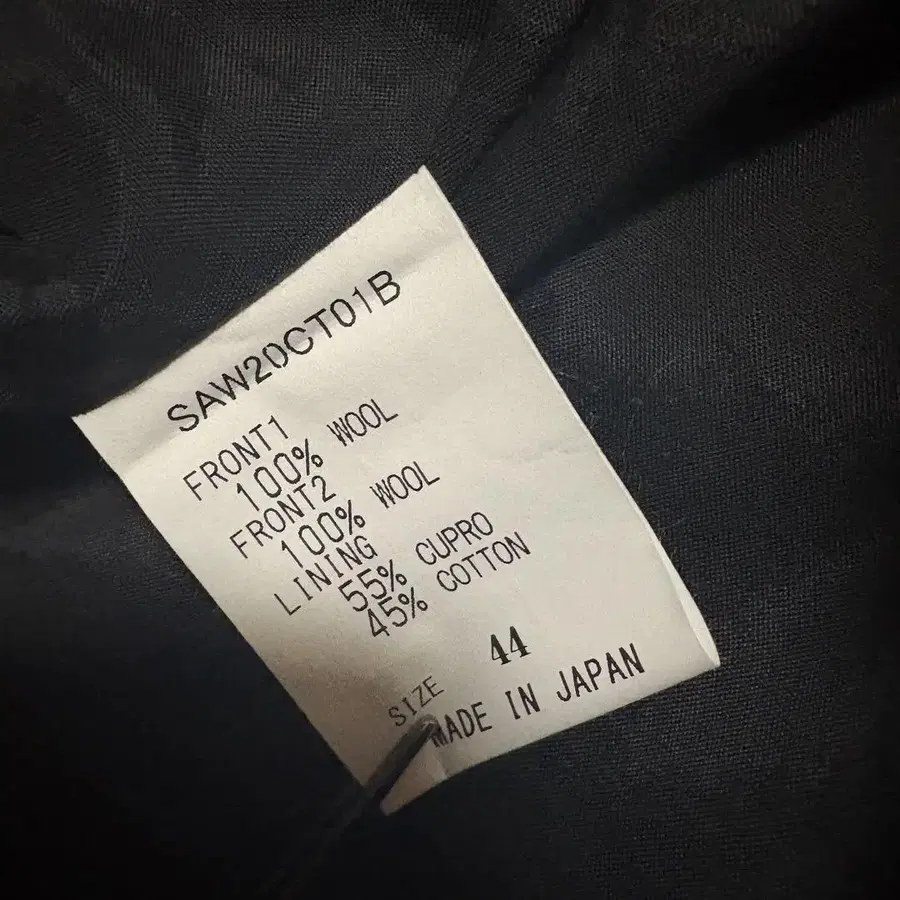 SAW20CT01B
FRONT1
100% WOOL
FRONT2
100% WOOL
LINING
55% CUPRO
45% COTTON
SIZE 44
MADE IN JAPAN